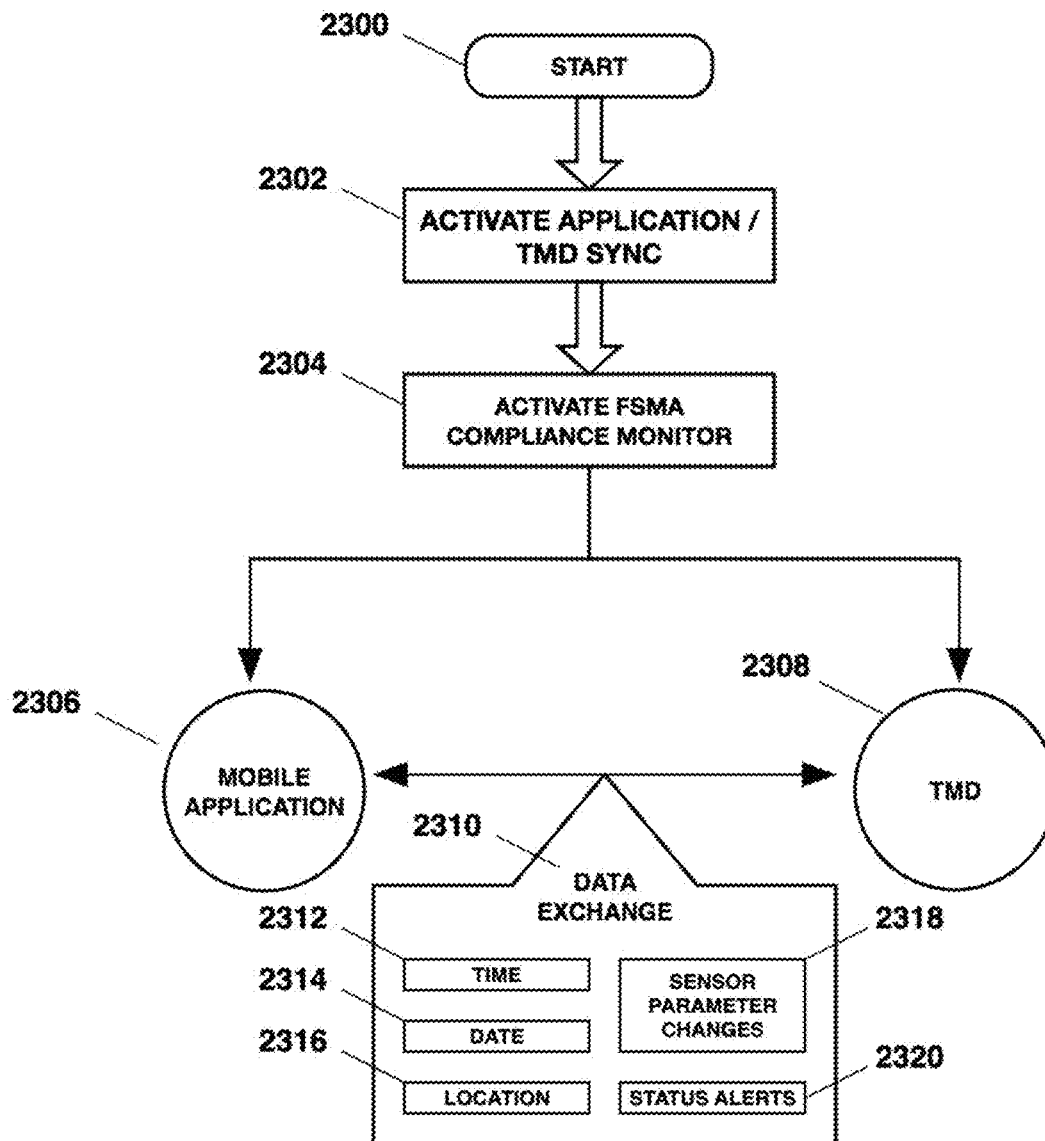 2300
START
2302
ACTIVATE APPLICATION /
TMD SYNC
2304
ACTIVATE FSMA
COMPLIANCE MONITOR
2306
MOBILE
APPLICATION
2308
TMD
2310
DATA
EXCHANGE
2312
TIME
2314
DATE
2316
LOCATION
2318
SENSOR
PARAMETER
CHANGES
2320
STATUS ALERTS